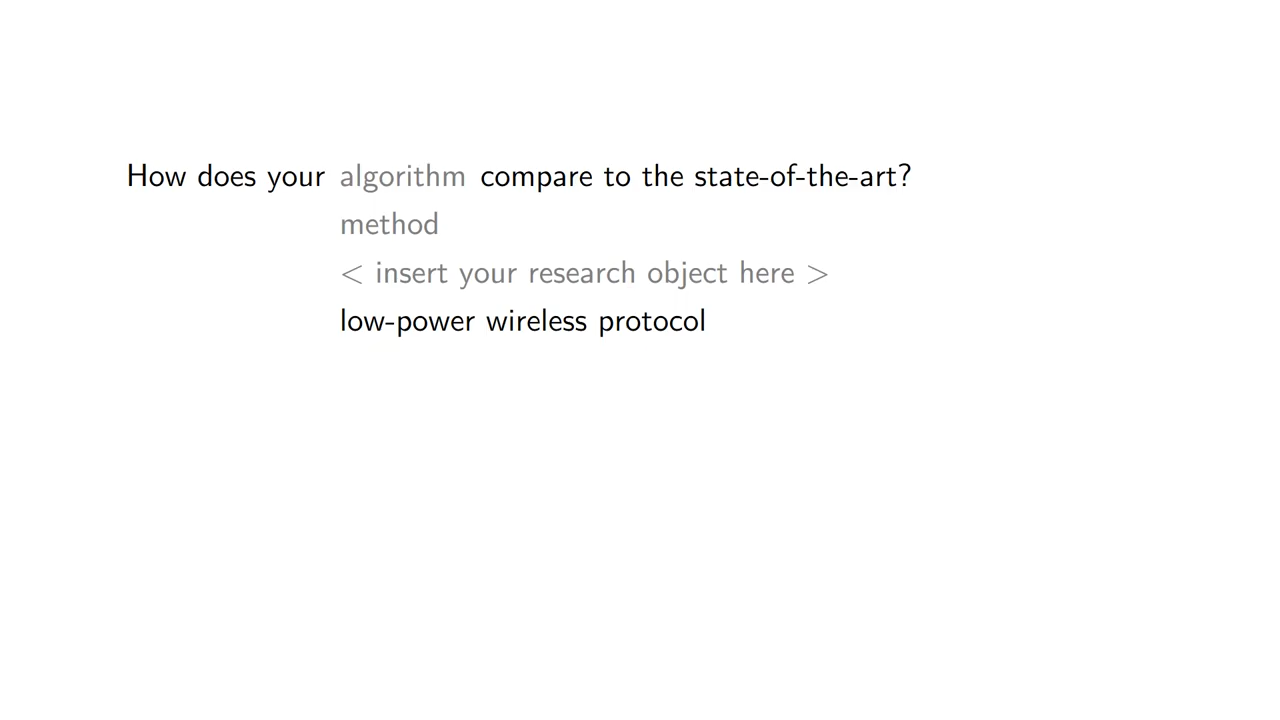 How does your algorithm compare to the state-of-the-art?
method
< insert your research object here >
low-power wireless protocol